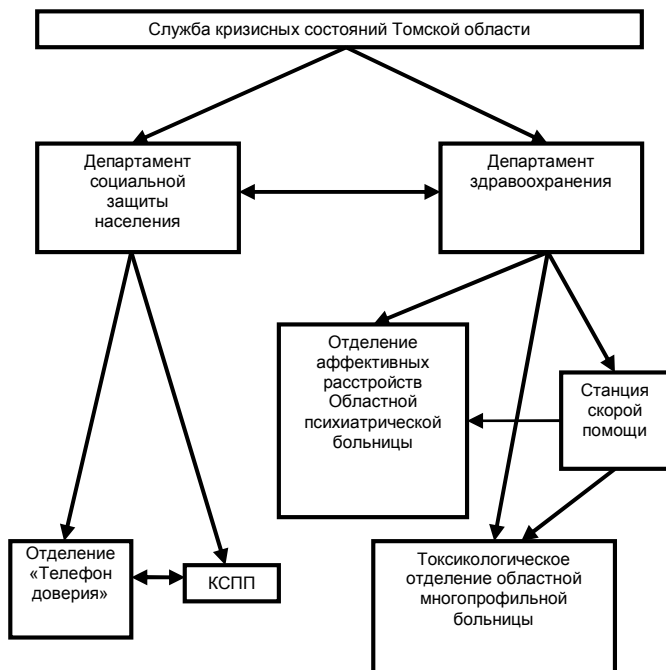 Служба кризисных состояний Томской области
Департамент
социальной
защиты
населения
Департамент
здравоохранения
Отделение
аффективных
расстройств
Областной
психиатрической
больницы
Станция
скорой
помощи
Отделение
«Телефон
доверия»
КСПП
Токсикологическое
отделение областной
многопрофильной
больницы